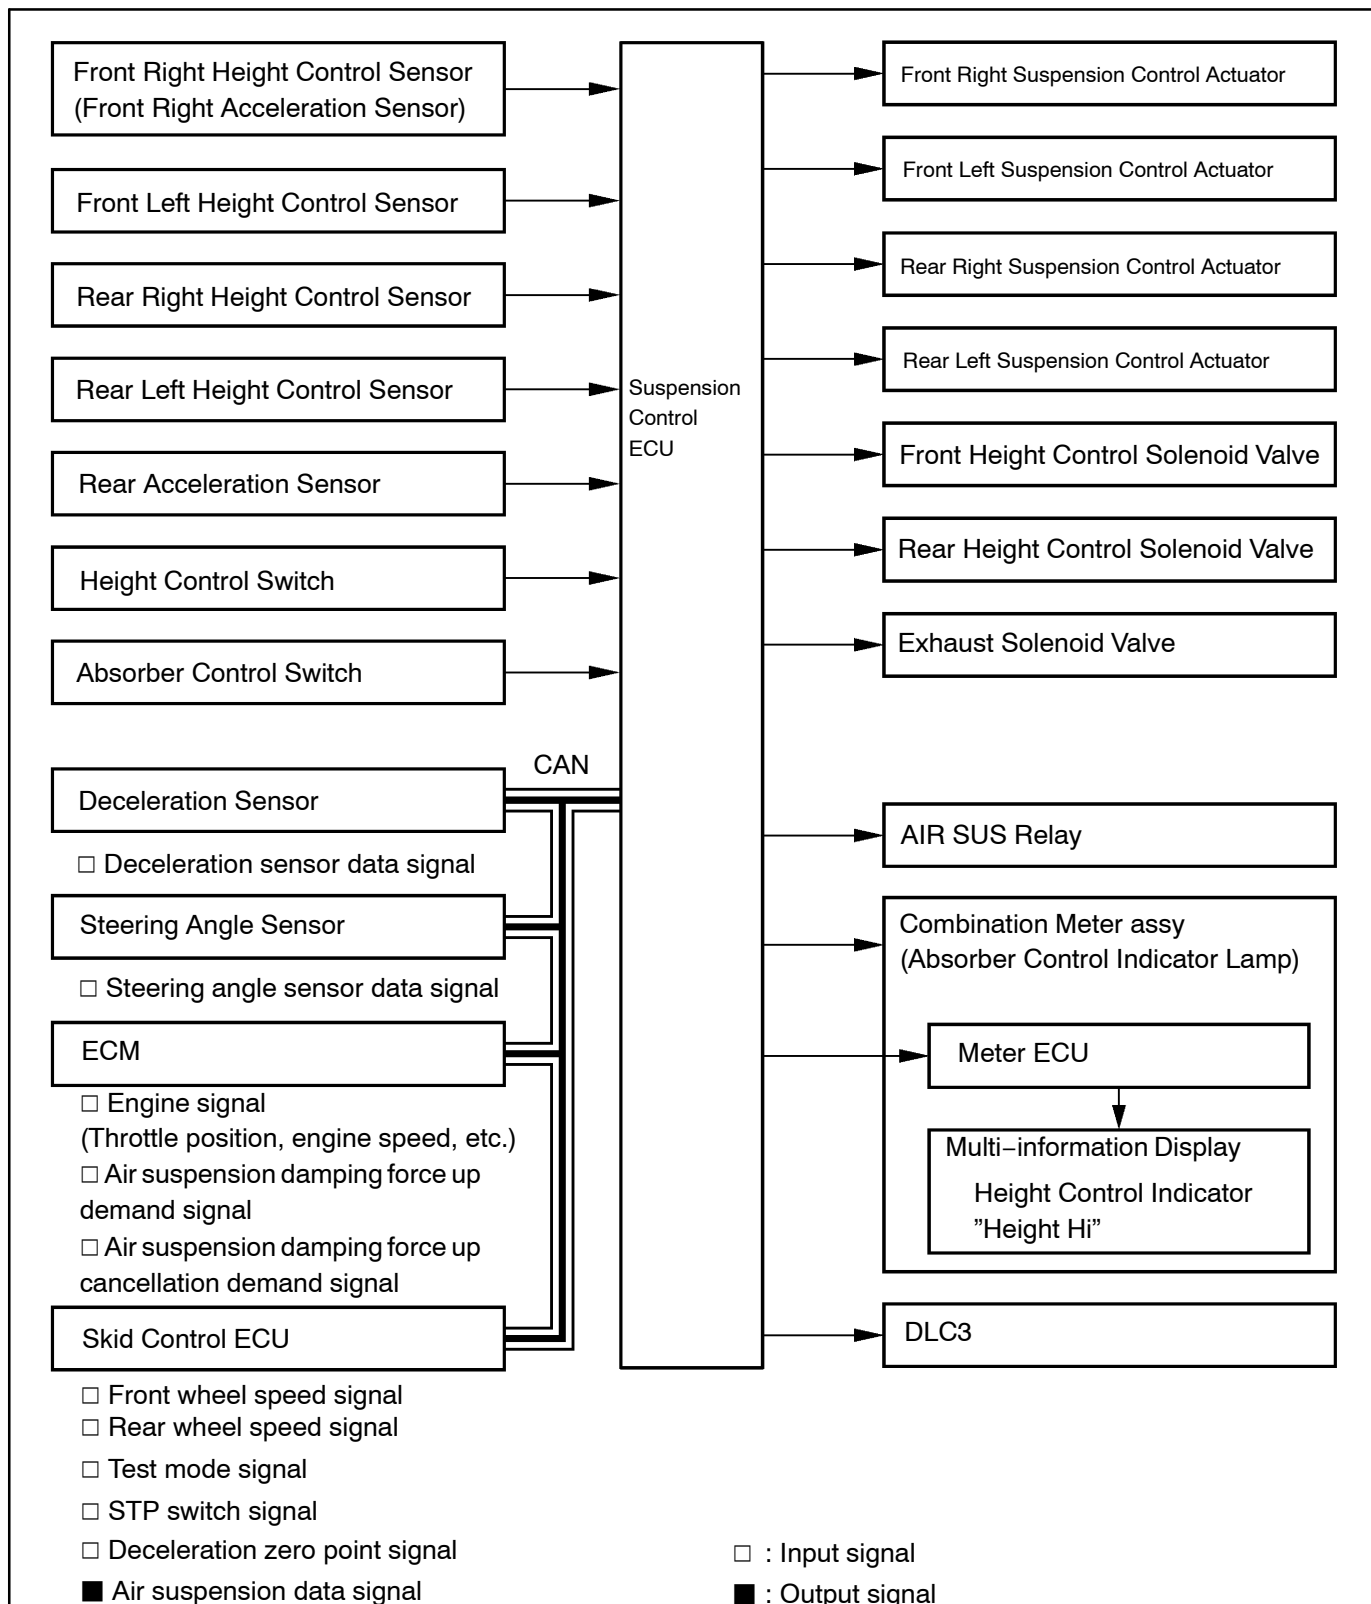 Front Right Height Control Sensor
(Front Right Acceleration Sensor)
Front Left Height Control Sensor
Rear Right Height Control Sensor
Rear Left Height Control Sensor
Rear Acceleration Sensor
Height Control Switch
Absorber Control Switch
CAN
Deceleration Sensor
□ Deceleration sensor data signal
Steering Angle Sensor
□ Steering angle sensor data signal
ECM
□ Engine signal
(Throttle position, engine speed, etc.)
□ Air suspension damping force up
demand signal
□ Air suspension damping force up
cancellation demand signal
Skid Control ECU
□ Front wheel speed signal
□ Rear wheel speed signal
□ Test mode signal
□ STP switch signal
□ Deceleration zero point signal
■ Air suspension data signal
Suspension
Control
ECU
Front Right Suspension Control Actuator
Front Left Suspension Control Actuator
Rear Right Suspension Control Actuator
Rear Left Suspension Control Actuator
Front Height Control Solenoid Valve
Rear Height Control Solenoid Valve
Exhaust Solenoid Valve
AIR SUS Relay
Combination Meter assy
(Absorber Control Indicator Lamp)
Meter ECU
Multi−information Display
Height Control Indicator
”Height Hi”
DLC3
□ : Input signal
■ : Output signal